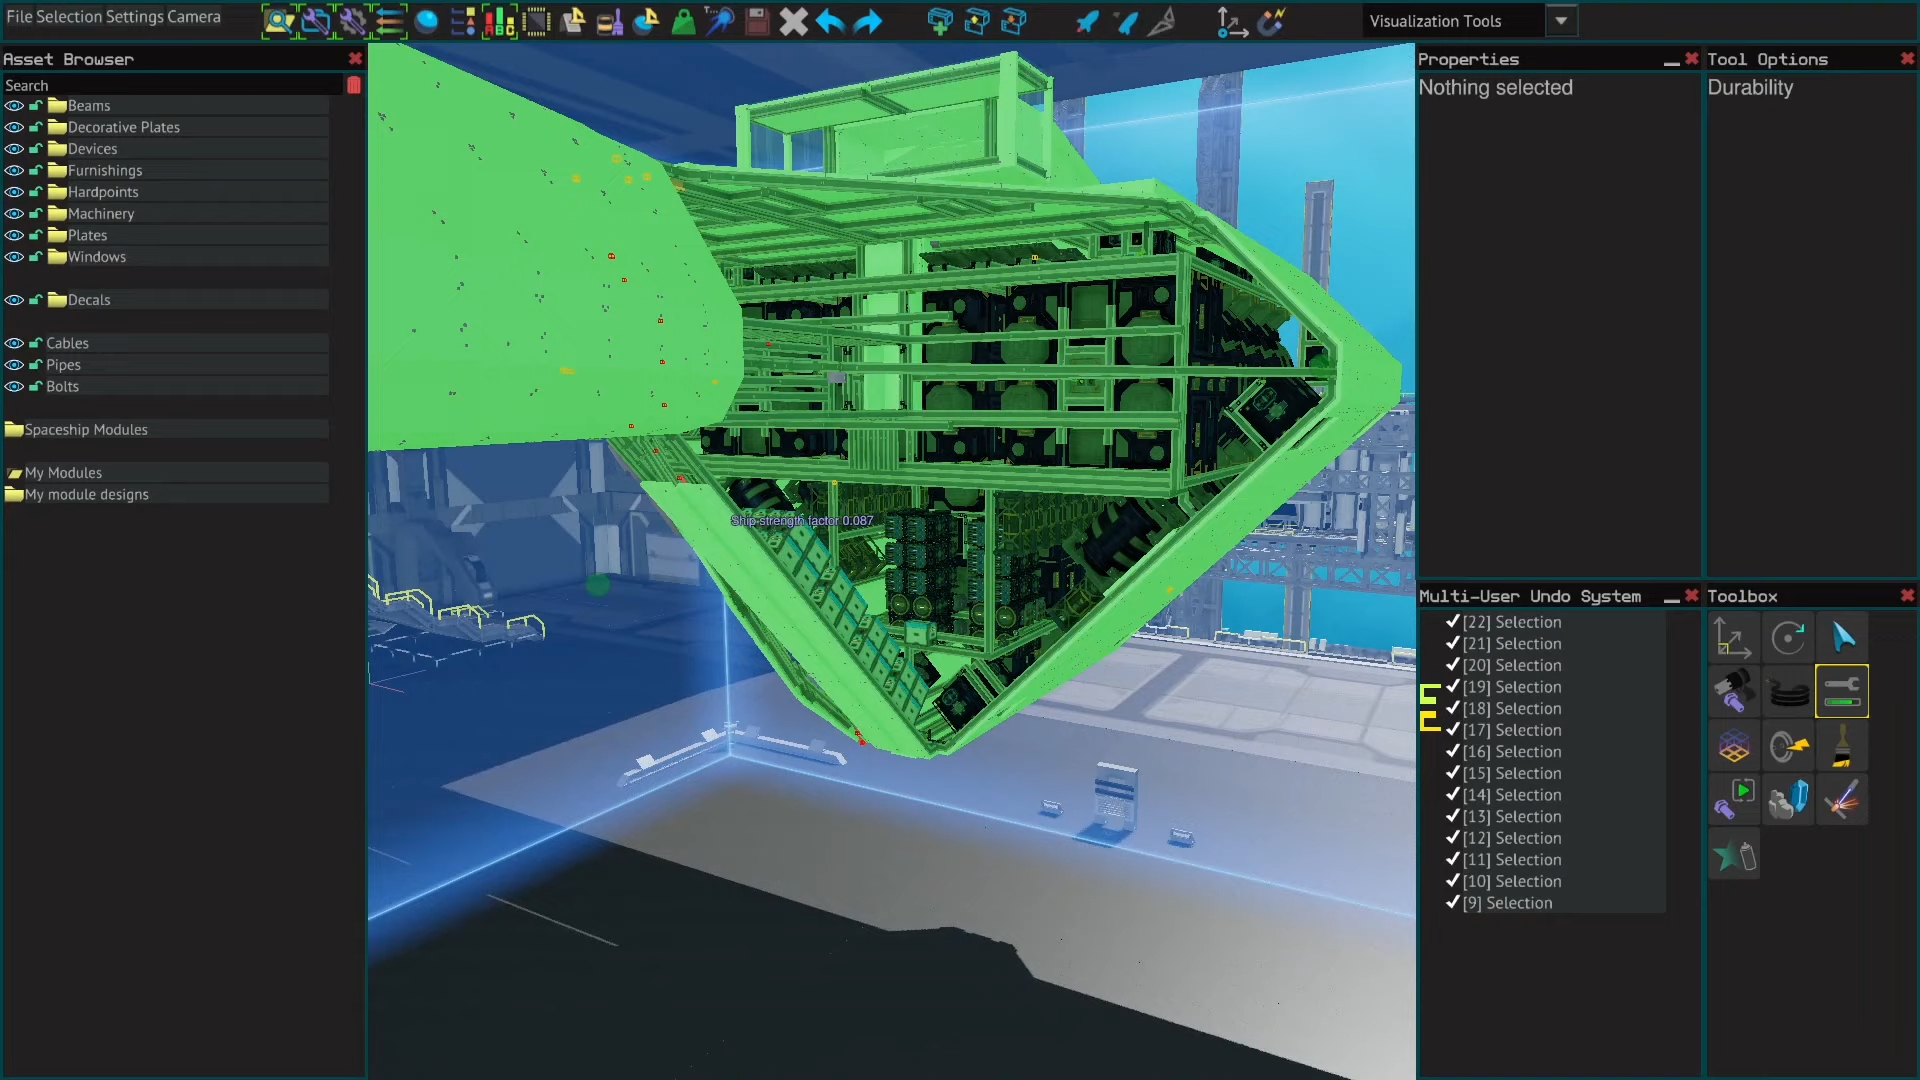 File Selection Settings Camera
Visualization Tools
Asset Browser
Search
Beams
Decorative Plates
Devices
Furnishings
Hardpoints
Machinery
Plates
Windows
Decals
Cables
Pipes
Bolts
Spaceship Modules
My Modules
My module designs
Ship strength factor 0.087
Properties
Nothing selected
Tool Options
Durability
Multi-User Undo System
[22] Selection
[21] Selection
[20] Selection
[19] Selection
[18] Selection
[17] Selection
[16] Selection
[15] Selection
[14] Selection
[13] Selection
[12] Selection
[11] Selection
[10] Selection
[9] Selection
Toolbox